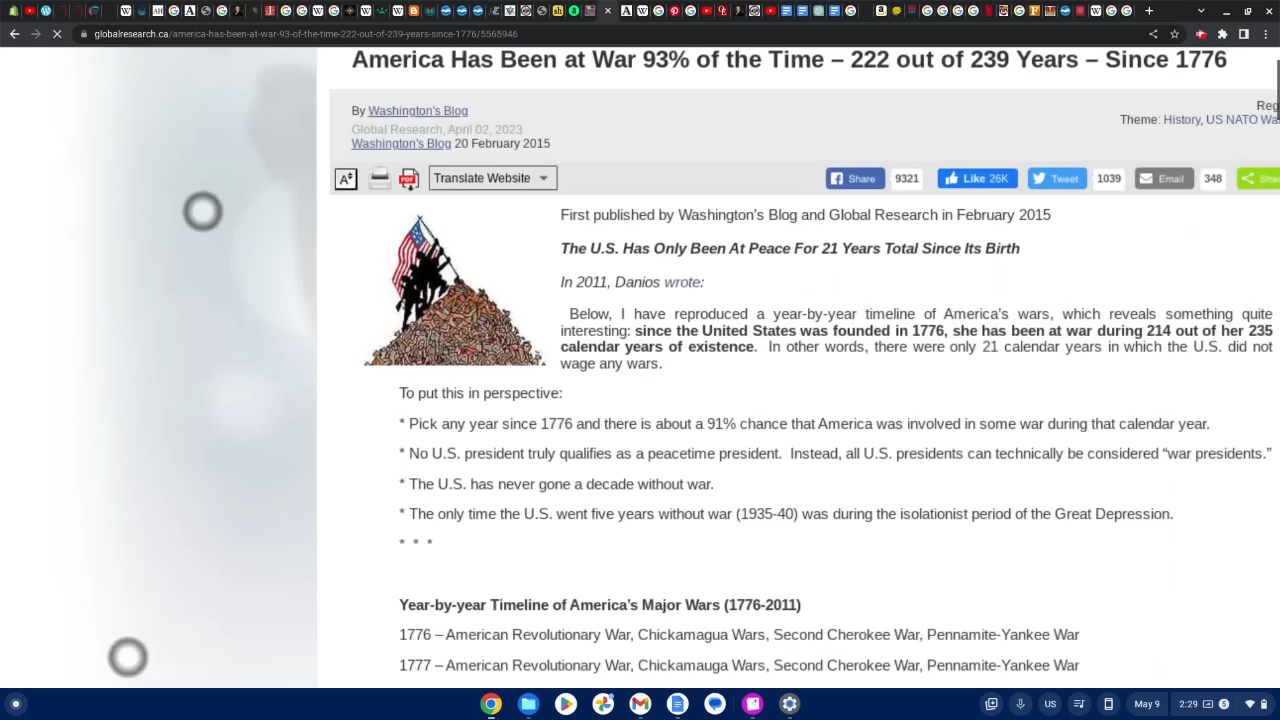 globalresearch.ca/america-has-been-at-war-93-of-the-time-222-out-of-239-years-since-1776/5565946
America Has Been at War 93% of the Time – 222 out of 239 Years – Since 1776
By Washington's Blog
Reg
Global Research, April 02, 2023
Theme: History, US NATO Wa
Washington's Blog 20 February 2015
A PDF Translate Website Share 9321 Like 26K Tweet 1039 Email 348
First published by Washington's Blog and Global Research in February 2015
The U.S. Has Only Been At Peace For 21 Years Total Since Its Birth
In 2011, Danios wrote:
Below, I have reproduced a year-by-year timeline of America's wars, which reveals something quite
interesting: since the United States was founded in 1776, she has been at war during 214 out of her 235
calendar years of existence. In other words, there were only 21 calendar years in which the U.S. did not
wage any wars.
To put this in perspective:
* Pick any year since 1776 and there is about a 91% chance that America was involved in some war during that calendar year.
* No U.S. president truly qualifies as a peacetime president. Instead, all U.S. presidents can technically be considered “war presidents.”
* The U.S. has never gone a decade without war.
* The only time the U.S. went five years without war (1935-40) was during the isolationist period of the Great Depression.
* * *
Year-by-year Timeline of America's Major Wars (1776-2011)
1776 – American Revolutionary War, Chickamagua Wars, Second Cherokee War, Pennamite-Yankee War
1777 – American Revolutionary War, Chickamauga Wars, Second Cherokee War, Pennamite-Yankee War
US May 9 2:29